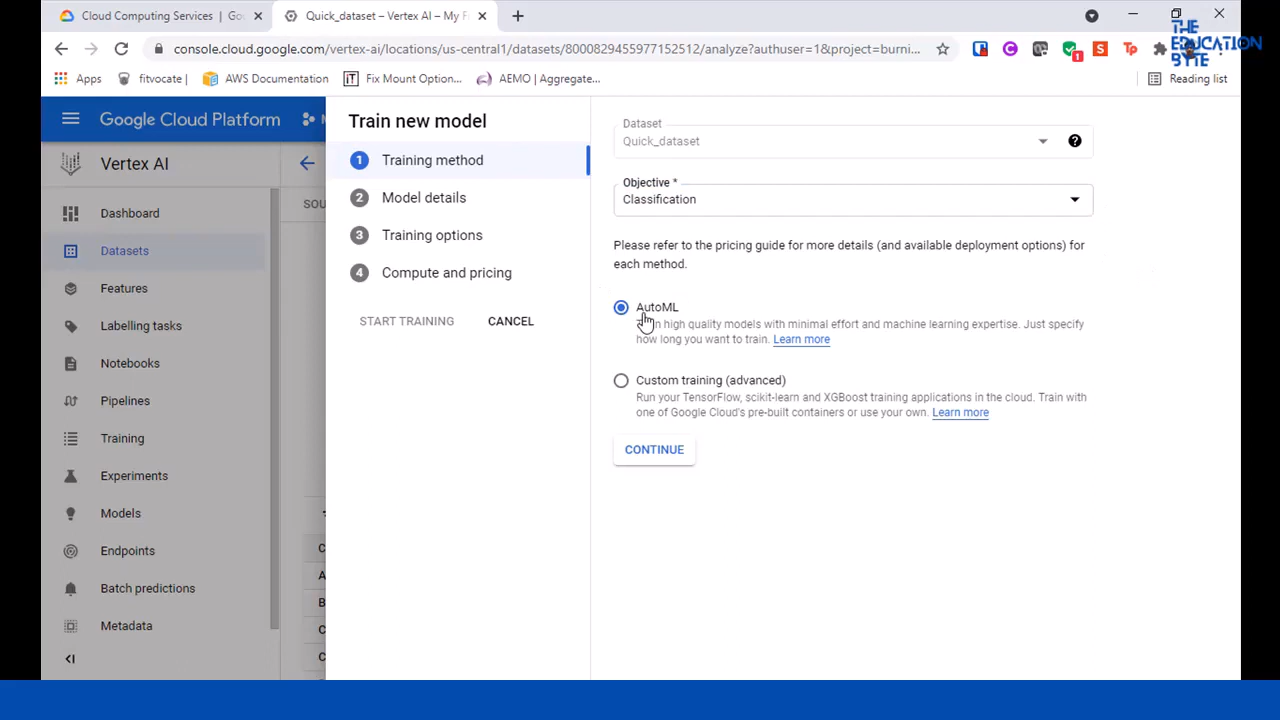 Cloud Computing Services | Go
Quick_dataset – Vertex AI – My F
THE
EDUCATION
BYTE
console.cloud.google.com/vertex-ai/locations/us-central1/datasets/8000829455977152512/analyze?authuser=1&project=burni...
Apps
fitvocate |
AWS Documentation
Fix Mount Option...
AEMO | Aggregate...
Reading list
Google Cloud Platform
Vertex AI
Dashboard
Datasets
Features
Labelling tasks
Notebooks
Pipelines
Training
Experiments
Models
Endpoints
Batch predictions
Metadata
SOU
C
A
B
C
C
Train new model
1 Training method
2 Model details
3 Training options
4 Compute and pricing
START TRAINING
CANCEL
Dataset
Quick_dataset
Objective *
Classification
Please refer to the pricing guide for more details (and available deployment options) for
each method.
AutoML
high quality models with minimal effort and machine learning expertise. Just specify
how long you want to train. Learn more
Custom training (advanced)
Run your TensorFlow, scikit-learn and XGBoost training applications in the cloud. Train with
one of Google Cloud's pre-built containers or use your own. Learn more
CONTINUE